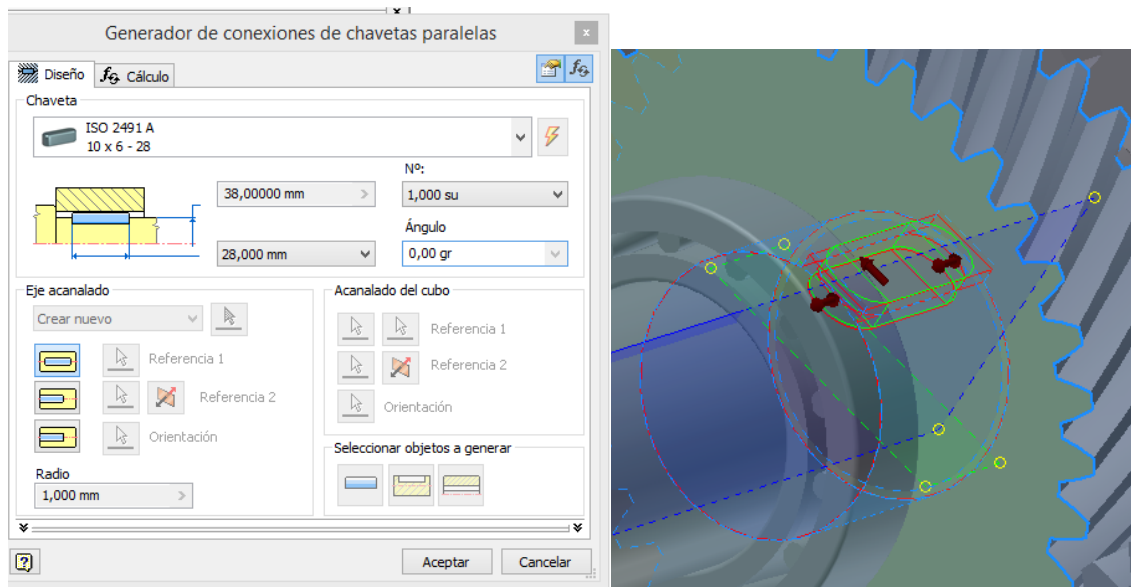 Generador de conexiones de chavetas paralelas
x
Diseño
Cálculo
Chaveta
ISO 2491 A
10 x 6 - 28
38,00000 mm
28,000 mm
Nº:
1,000 su
Ángulo
0,00 gr
Eje acanalado
Crear nuevo
Referencia 1
Referencia 2
Orientación
Radio
1,000 mm
Acanalado del cubo
Referencia 1
Referencia 2
Orientación
Seleccionar objetos a generar
Aceptar
Cancelar